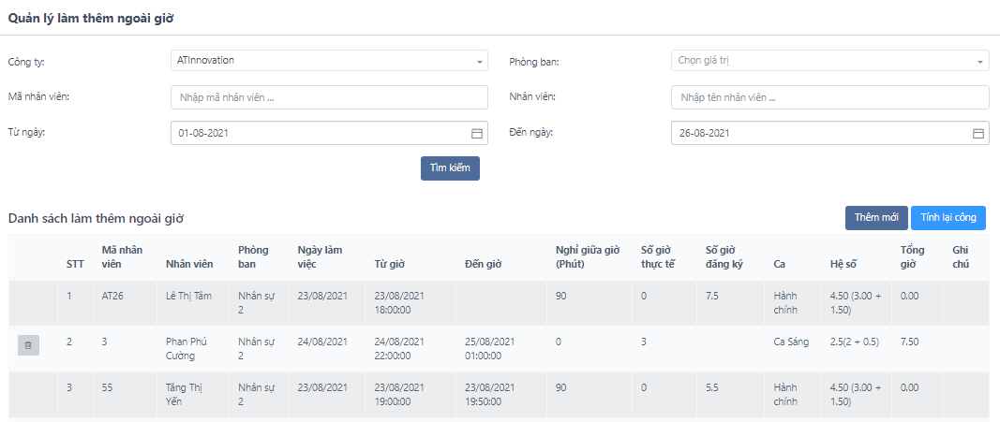 Quản lý làm thêm ngoài giờ
Công ty: ATInnovation Phòng ban: Chọn giá trị
Mã nhân viên: Nhập mã nhân viên ... Nhân viên: Nhập tên nhân viên ...
Từ ngày: 01-08-2021 Đến ngày: 26-08-2021
Tìm kiếm
Danh sách làm thêm ngoài giờ Thêm mới Tính lại công
STT Mã nhân viên Nhân viên Phòng ban Ngày làm việc Từ giờ Đến giờ Nghỉ giữa giờ (Phút) Số giờ thực tế Số giờ đăng ký Ca Hệ số Tổng giờ Ghi chú
1 AT26 Lê Thị Tâm Nhân sự 2 23/08/2021 23/08/2021 18:00:00 90 0 7.5 Hành chính 4.50 (3.00 + 1.50) 0.00
2 3 Phan Phú Cường Nhân sự 2 24/08/2021 24/08/2021 22:00:00 25/08/2021 01:00:00 0 3 Ca Sáng 2.5(2 + 0.5) 7.50
3 55 Tăng Thị Yến Nhân sự 2 23/08/2021 23/08/2021 19:00:00 23/08/2021 19:50:00 90 0 5.5 Hành chính 4.50 (3.00 + 1.50) 0.00